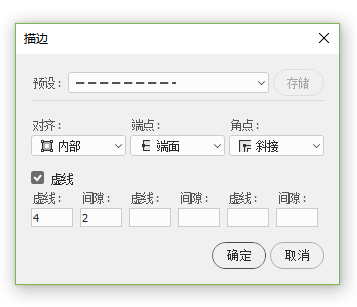 描边
预设： 存储
对齐： 端点： 角点：
内部 端面 斜接
虚线
虚线： 间隙： 虚线： 间隙： 虚线： 间隙：
4 2
确定 取消